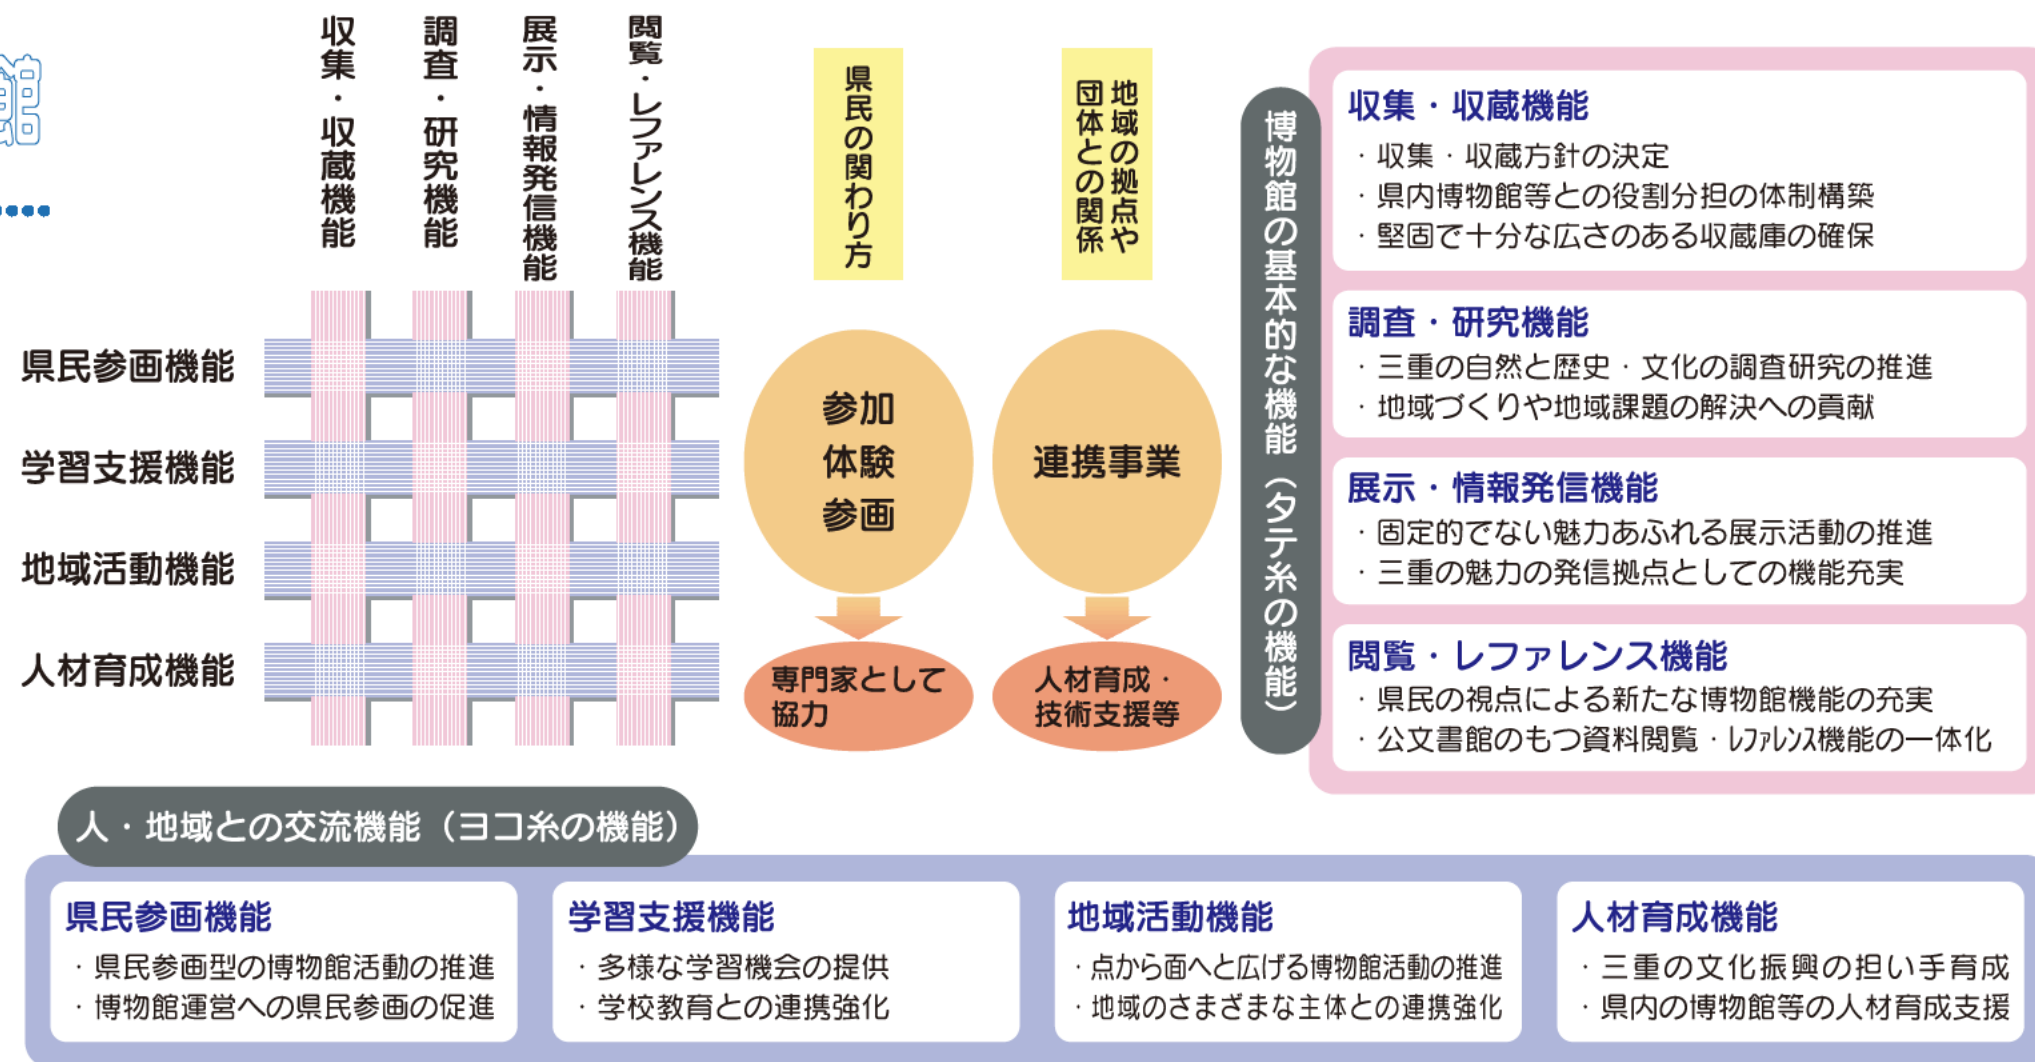 館
収集・収蔵機能
調査・研究機能
展示・情報発信機能
閲覧・レファレンス機能
県民参画機能
学習支援機能
地域活動機能
人材育成機能
県民の関わり方
参加
体験
参画
専門家として
協力
地域の拠点や
団体との関係
連携事業
人材育成・
技術支援等
博物館の基本的な機能(タテ糸の機能)
収集・収蔵機能
・収集・収蔵方針の決定
・県内博物館等との役割分担の体制構築
・堅固で十分な広さのある収蔵庫の確保
調査・研究機能
・三重の自然と歴史・文化の調査研究の推進
・地域づくりや地域課題の解決への貢献
展示・情報発信機能
・固定的でない魅力あふれる展示活動の推進
・三重の魅力の発信拠点としての機能充実
閲覧・レファレンス機能
・県民の視点による新たな博物館機能の充実
・公文書館のもつ資料閲覧・レファレンス機能の一体化
人・地域との交流機能(ヨコ糸の機能)
県民参画機能
・県民参画型の博物館活動の推進
・博物館運営への県民参画の促進
学習支援機能
・多様な学習機会の提供
・学校教育との連携強化
地域活動機能
・点から面へと広げる博物館活動の推進
・地域のさまざまな主体との連携強化
人材育成機能
・三重の文化振興の担い手育成
・県内の博物館等の人材育成支援